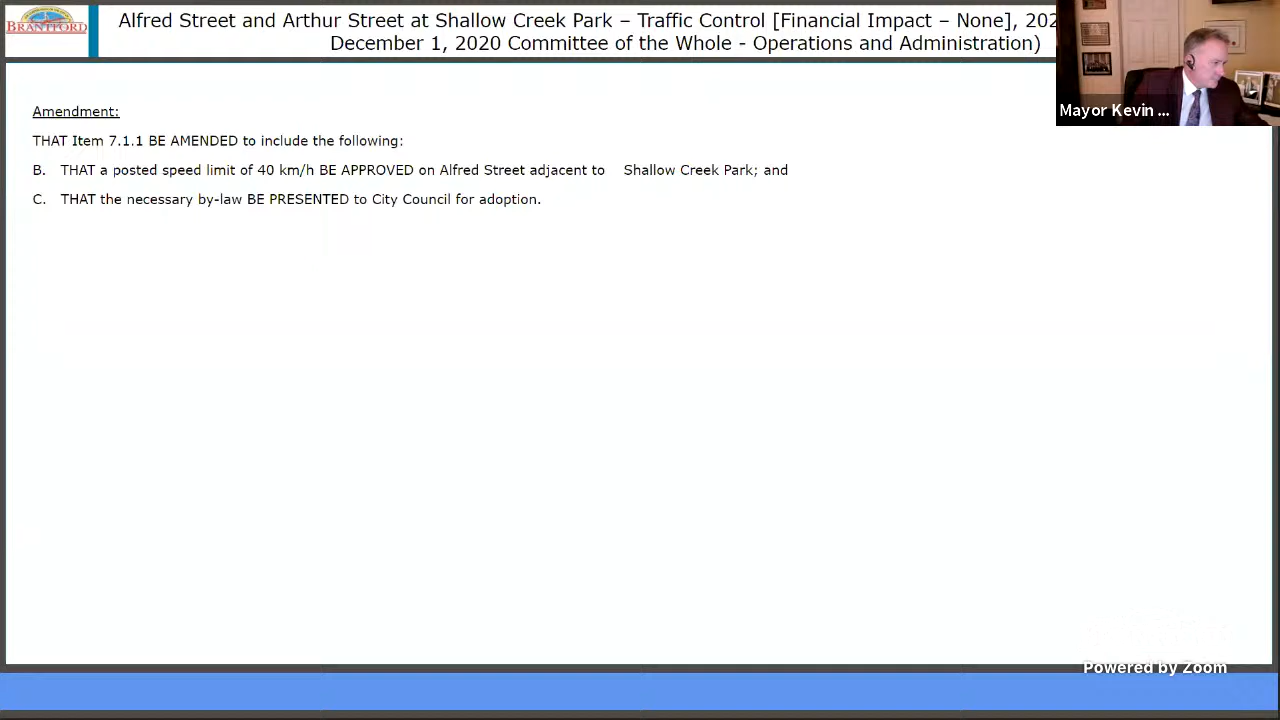 BRANTFORD
Alfred Street and Arthur Street at Shallow Creek Park – Traffic Control [Financial Impact – None],
December 1, 2020 Committee of the Whole - Operations and Administration)
Mayor Kevin ...
Amendment:
THAT Item 7.1.1 BE AMENDED to include the following:
B. THAT a posted speed limit of 40 km/h BE APPROVED on Alfred Street adjacent to Shallow Creek Park; and
C. THAT the necessary by-law BE PRESENTED to City Council for adoption.
Powered by Zoom